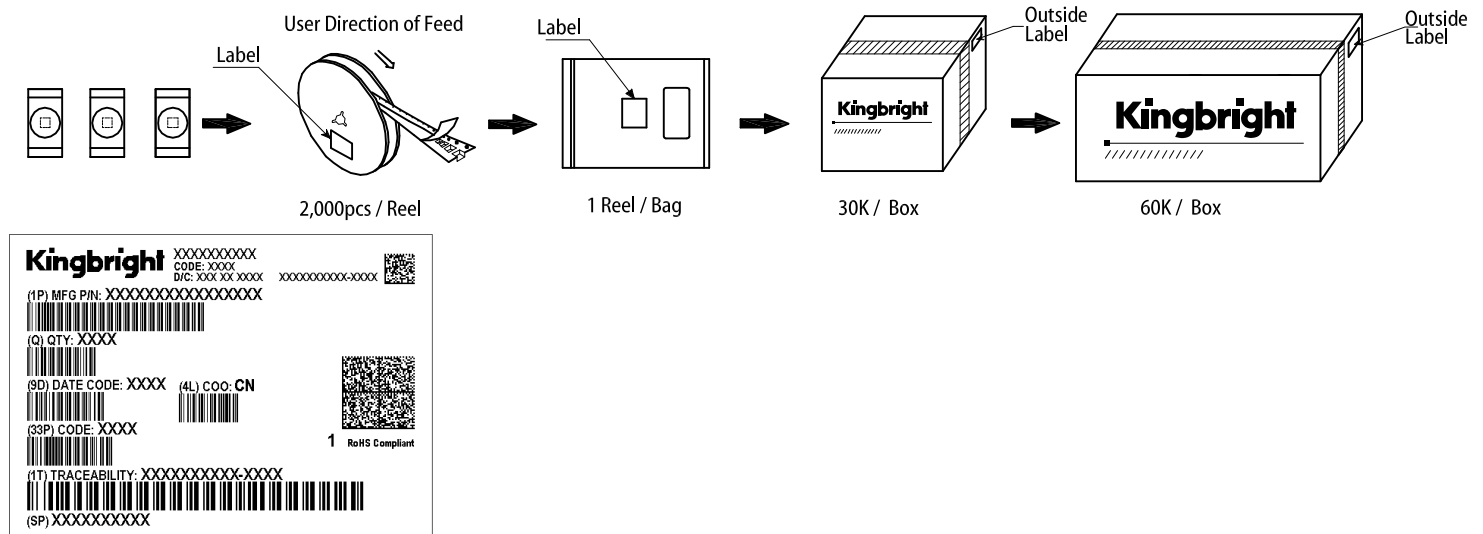 User Direction of Feed
Label
Label
Outside
Label
Outside
Label
Kingbright
Kingbright
2,000pcs / Reel
1 Reel / Bag
30K / Box
60K / Box
Kingbright
XXXXXXXXXX
CODE: XXXX
D/C: XXX XX XXXX
XXXXXXXXXX-XXXX
(1P) MFG P/N: XXXXXXXXXXXXXXXX
(Q) QTY: XXXX
(9D) DATE CODE: XXXX
(4L) COO: CN
(33P) CODE: XXXX
1
RoHS Compliant
(1T) TRACEABILITY: XXXXXXXXXX-XXXX
(SP) XXXXXXXXXX